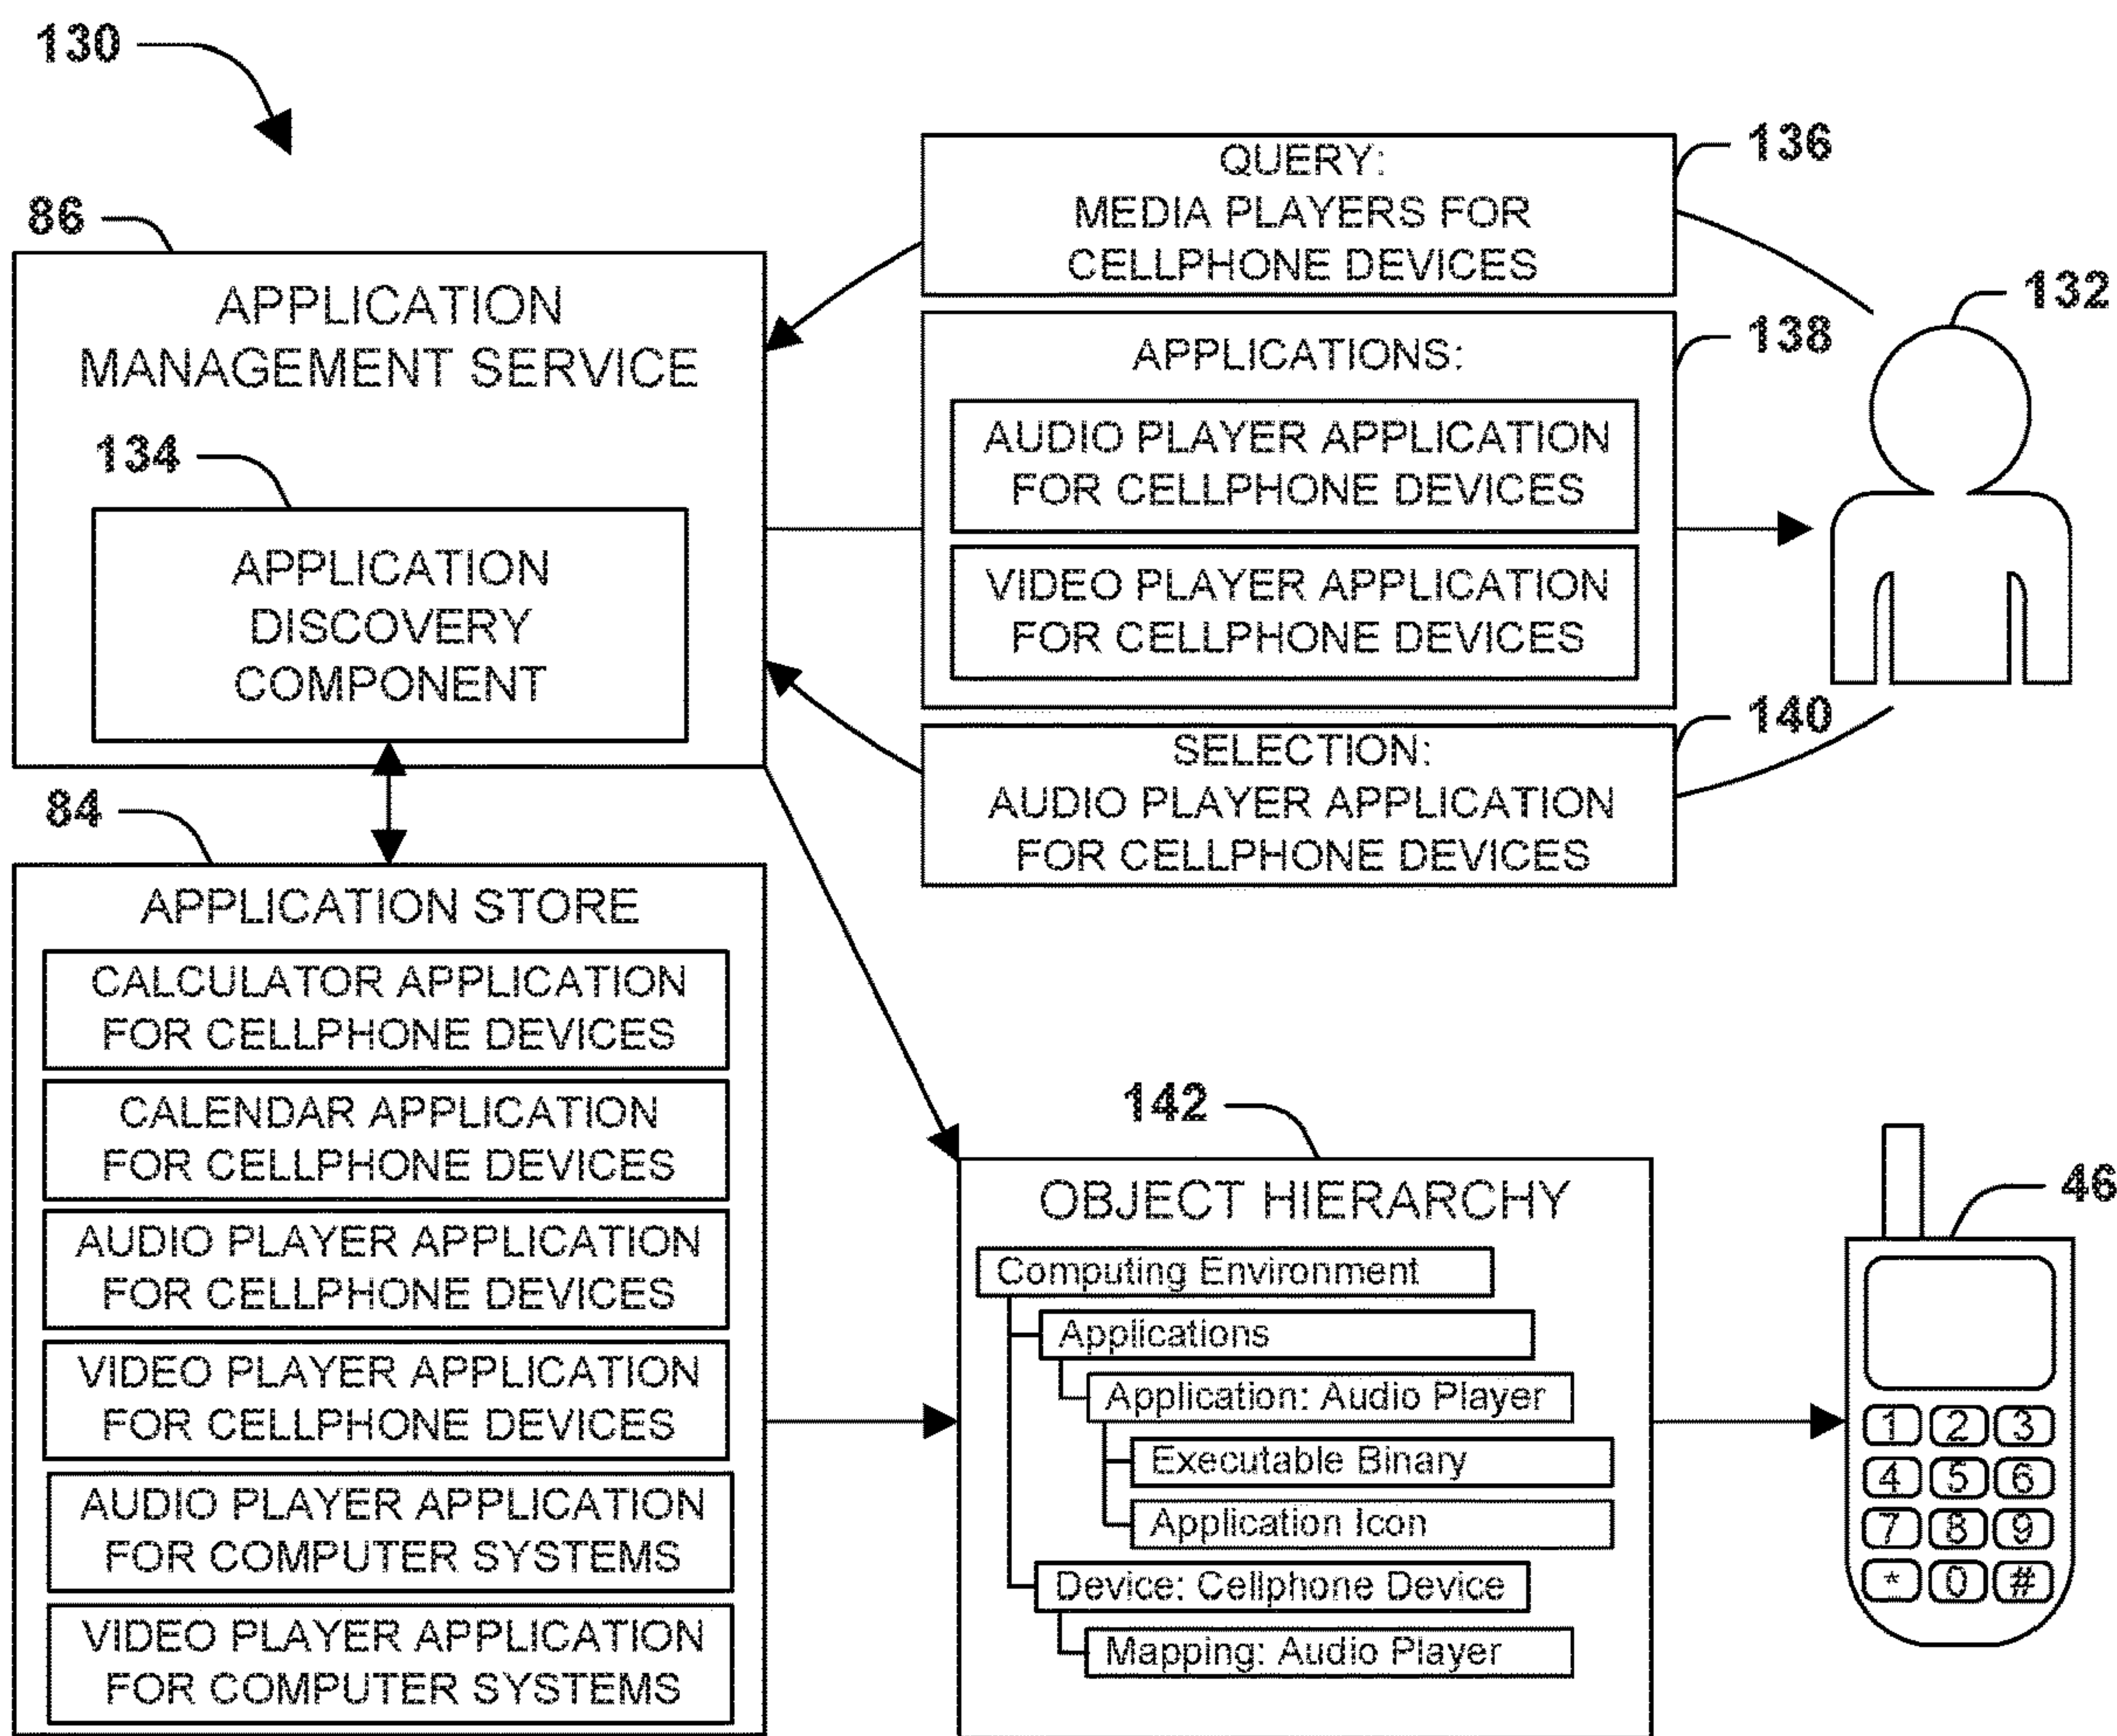 130
86
APPLICATION
MANAGEMENT SERVICE
134
APPLICATION
DISCOVERY
COMPONENT
136
QUERY:
MEDIA PLAYERS FOR
CELLPHONE DEVICES
132
138
APPLICATIONS:
AUDIO PLAYER APPLICATION
FOR CELLPHONE DEVICES
VIDEO PLAYER APPLICATION
FOR CELLPHONE DEVICES
140
SELECTION:
AUDIO PLAYER APPLICATION
FOR CELLPHONE DEVICES
84
APPLICATION STORE
CALCULATOR APPLICATION
FOR CELLPHONE DEVICES
CALENDAR APPLICATION
FOR CELLPHONE DEVICES
AUDIO PLAYER APPLICATION
FOR CELLPHONE DEVICES
VIDEO PLAYER APPLICATION
FOR CELLPHONE DEVICES
AUDIO PLAYER APPLICATION
FOR COMPUTER SYSTEMS
VIDEO PLAYER APPLICATION
FOR COMPUTER SYSTEMS
142
OBJECT HIERARCHY
Computing Environment
Applications
Application: Audio Player
Executable Binary
Application Icon
Device: Cellphone Device
Mapping: Audio Player
46
1 2 3
4 5 6
7 8 9
* 0 #